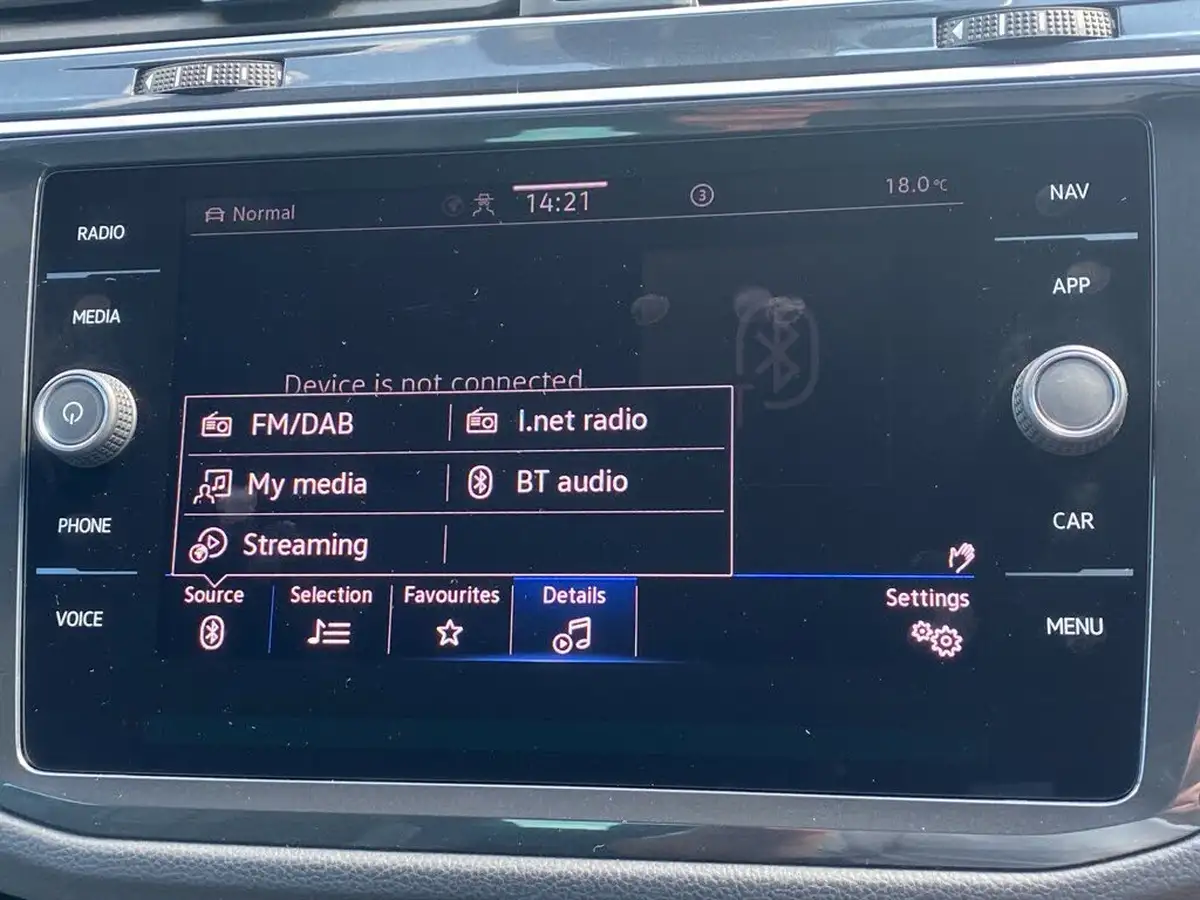 Normal
14:21
3
18.0°C
RADIO
MEDIA
PHONE
VOICE
NAV
APP
CAR
MENU
Device is not connected.
FM/DAB
I.net radio
My media
BT audio
Streaming
Source
Selection
Favourites
Details
Settings